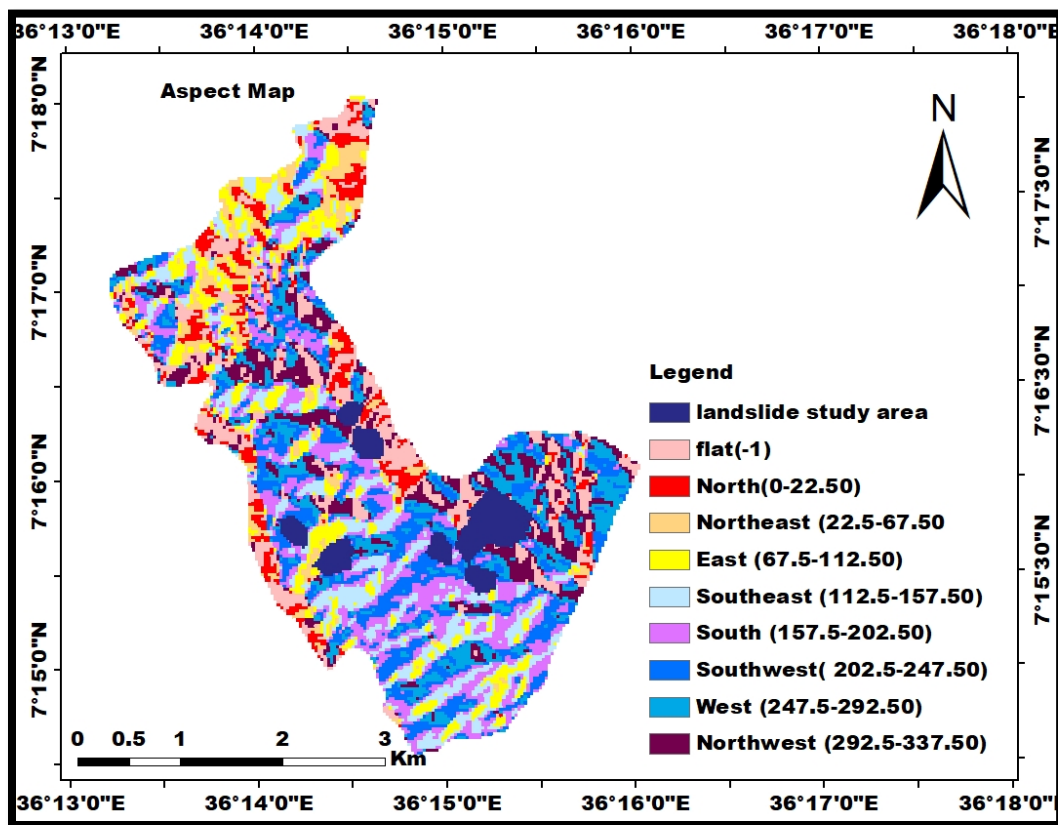 36°13'0"E 36°14'0"E 36°15'0"E 36°16'0"E 36°17'0"E 36°18'0"E
Aspect Map
N
7°18'0"N
7°17'30"N
7°17'0"N
7°16'30"N
7°16'0"N
7°15'30"N
7°15'0"N
Legend
landslide study area
flat(-1)
North(0-22.50)
Northeast (22.5-67.50
East (67.5-112.50)
Southeast (112.5-157.50)
South (157.5-202.50)
Southwest( 202.5-247.50)
West (247.5-292.50)
Northwest (292.5-337.50)
0 0.5 1 2 3
Km
36°13'0"E 36°14'0"E 36°15'0"E 36°16'0"E 36°17'0"E 36°18'0"E